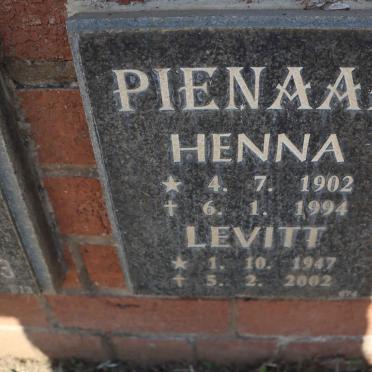 PIENAA
HENNA
★ 4. 7. 1902
✝ 6. 1. 1994
LEVITT
★ 1. 10. 1947
✝ 5. 2. 2002